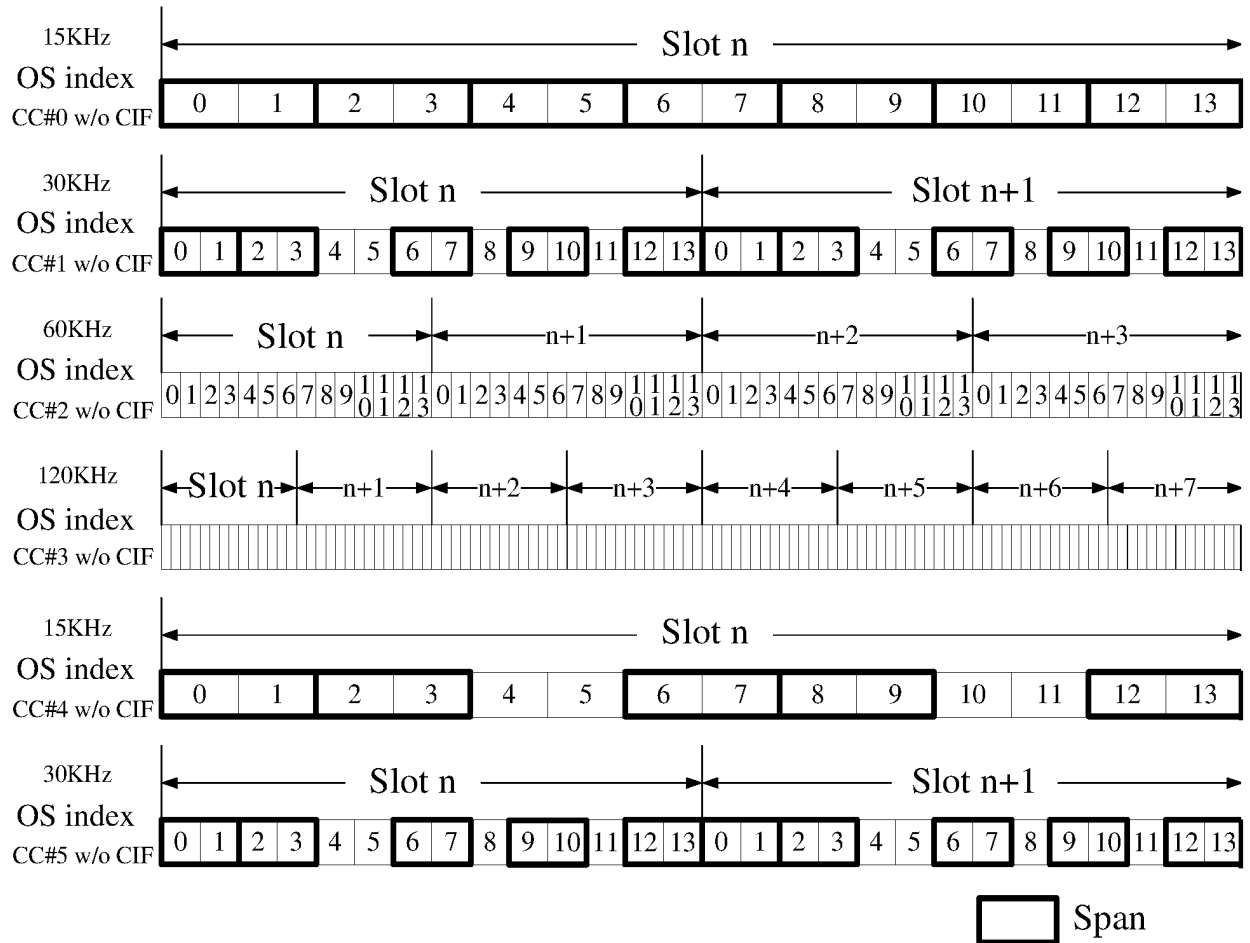 15KHz
Slot n
OS index
CC#0 w/o CIF
0 1 2 3 4 5 6 7 8 9 10 11 12 13
30KHz
Slot n Slot n+1
OS index
CC#1 w/o CIF
0 1 2 3 4 5 6 7 8 9 10 11 12 13 0 1 2 3 4 5 6 7 8 9 10 11 12 13
60KHz
Slot n n+1 n+2 n+3
OS index
CC#2 w/o CIF
0 1 2 3 4 5 6 7 8 9 10 11 12 13 0 1 2 3 4 5 6 7 8 9 10 11 12 13 0 1 2 3 4 5 6 7 8 9 10 11 12 13 0 1 2 3 4 5 6 7 8 9 10 11 12 13
120KHz
Slot n n+1 n+2 n+3 n+4 n+5 n+6 n+7
OS index
CC#3 w/o CIF
15KHz
Slot n
OS index
CC#4 w/o CIF
0 1 2 3 4 5 6 7 8 9 10 11 12 13
30KHz
Slot n Slot n+1
OS index
CC#5 w/o CIF
0 1 2 3 4 5 6 7 8 9 10 11 12 13 0 1 2 3 4 5 6 7 8 9 10 11 12 13
Span